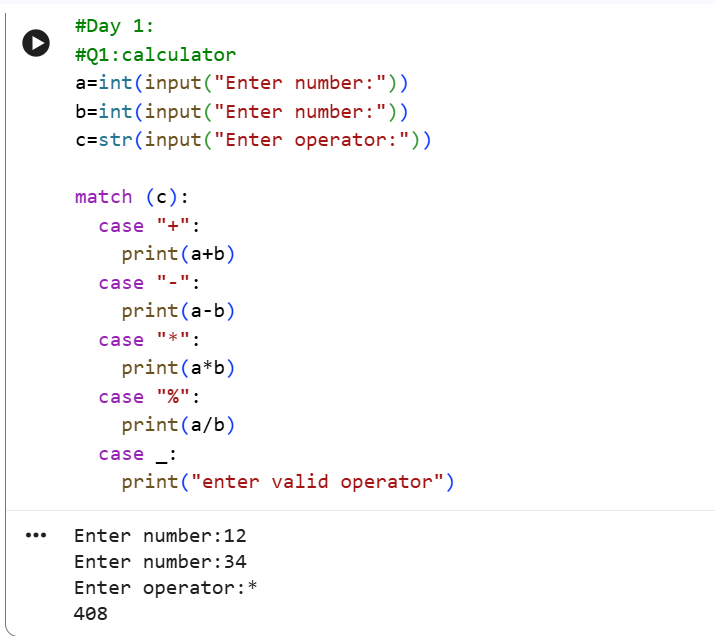 #Day 1:
#Q1:calculator
a=int(input("Enter number:"))
b=int(input("Enter number:"))
c=str(input("Enter operator:"))
match (c):
  case "+":
    print(a+b)
  case "-":
    print(a-b)
  case "*":
    print(a*b)
  case "%":
    print(a/b)
  case _:
    print("enter valid operator")
Enter number:12
Enter number:34
Enter operator:*
408